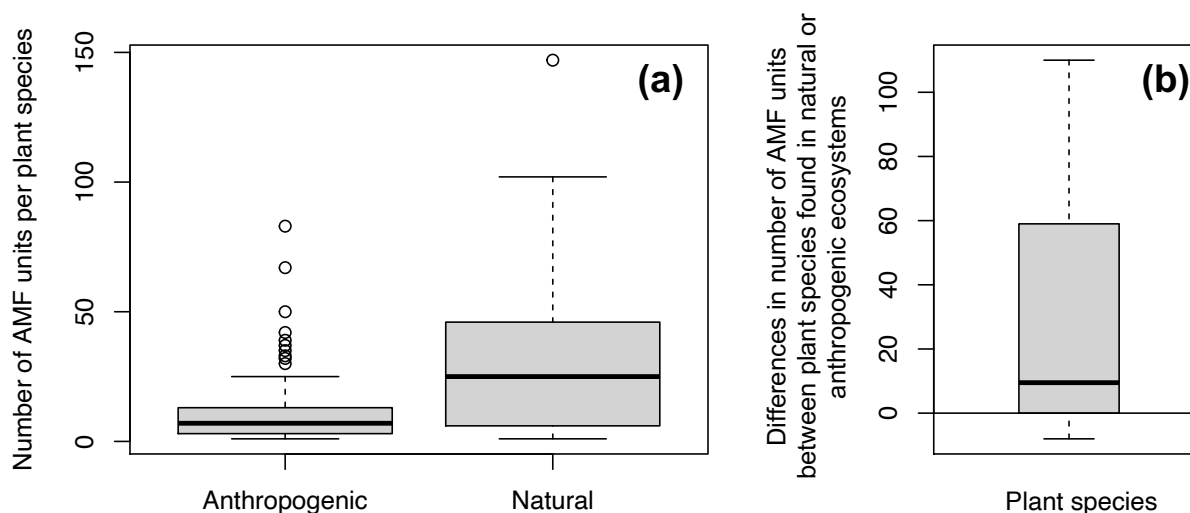 Number of AMF units per plant species
150
100
50
0
(a)
Anthropogenic
Natural
Differences in number of AMF units
between plant species found in natural or
anthropogenic ecosystems
100
80
60
40
20
0
(b)
Plant species